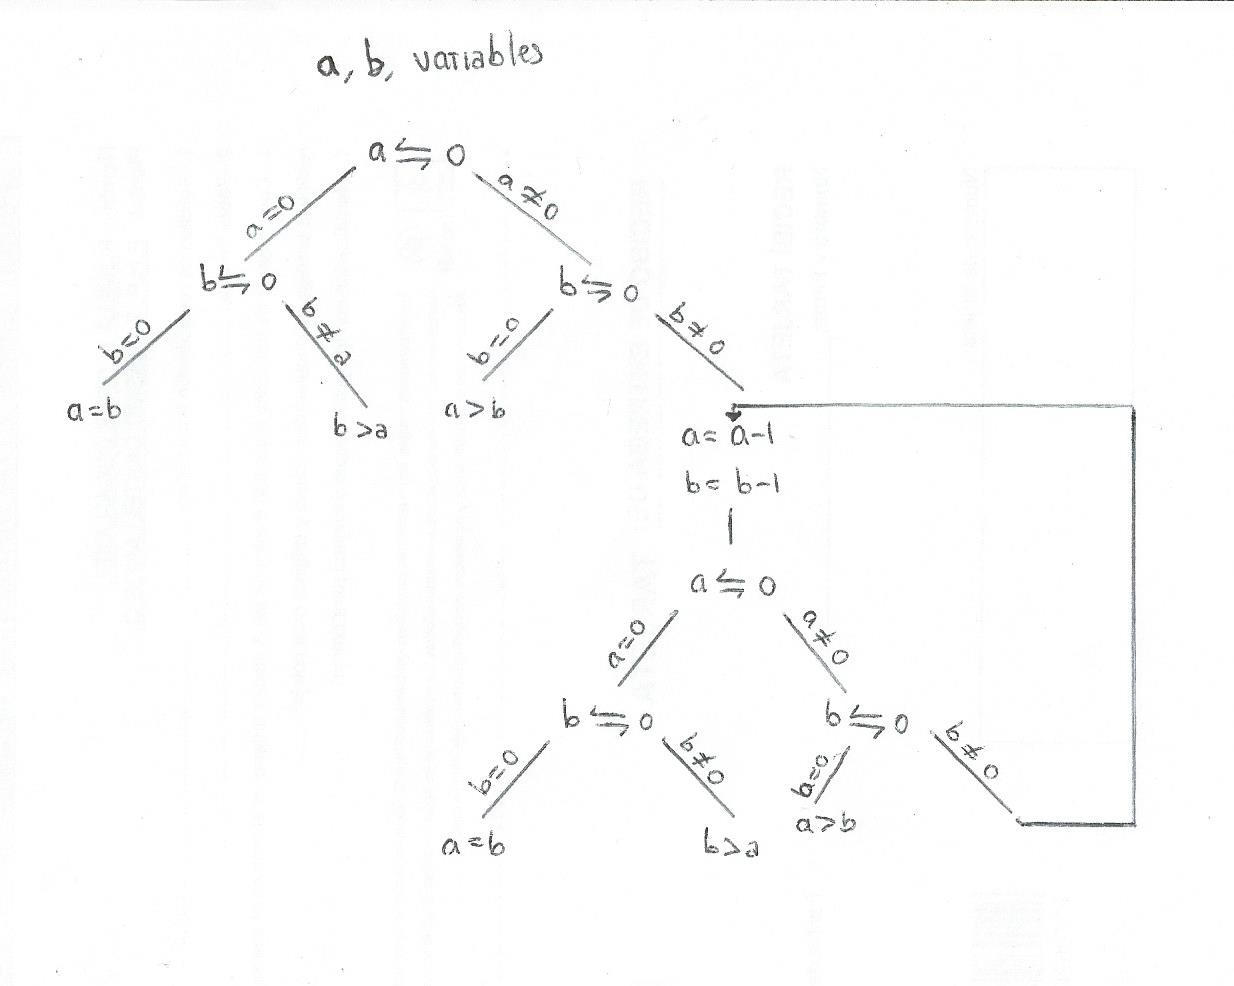 a, b, variables
a ⇆ 0
a=0
a≠0
b ⇆ 0
b ⇆ 0
b=0
b≠a
b=0
b≠0
a=b
b>a
a>b
a= a-1
b= b-1
a ⇆ 0
a=0
a≠0
b ⇆ 0
b ⇆ 0
b=0
b≠0
b=0
b≠0
a=b
b>a
a>b